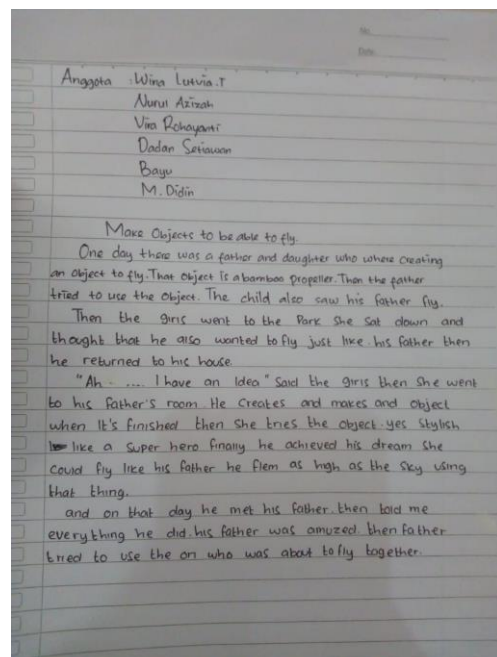 No.
Date
Anggota : Wina Lutvia.T
Nurul Azizah
Vira Rohayanti
Dadan Setiawan
Bayu
M. Didin
Make Objects to be able to fly.
One day there was a father and daughter who where creating
an object to fly. That object is a bamboo propeller. Then the father
tried to use the object. The child also saw his father fly.
Then the girls went to the Park she sat down and
thought that he also wanted to fly just like his father then
he returned to his house.
"Ah - .... I have an Idea" Said the girls then she went
to his father's room. He Creates and makes and object
when It's finished then she tries the object. yes stylish
like a super hero finally he achieved his dream she
could fly like his father he flem as high as the sky using
that thing.
and on that day he met his father. then told me
everything he did. his father was amuzed. then father
tried to use the on who was about to fly together.